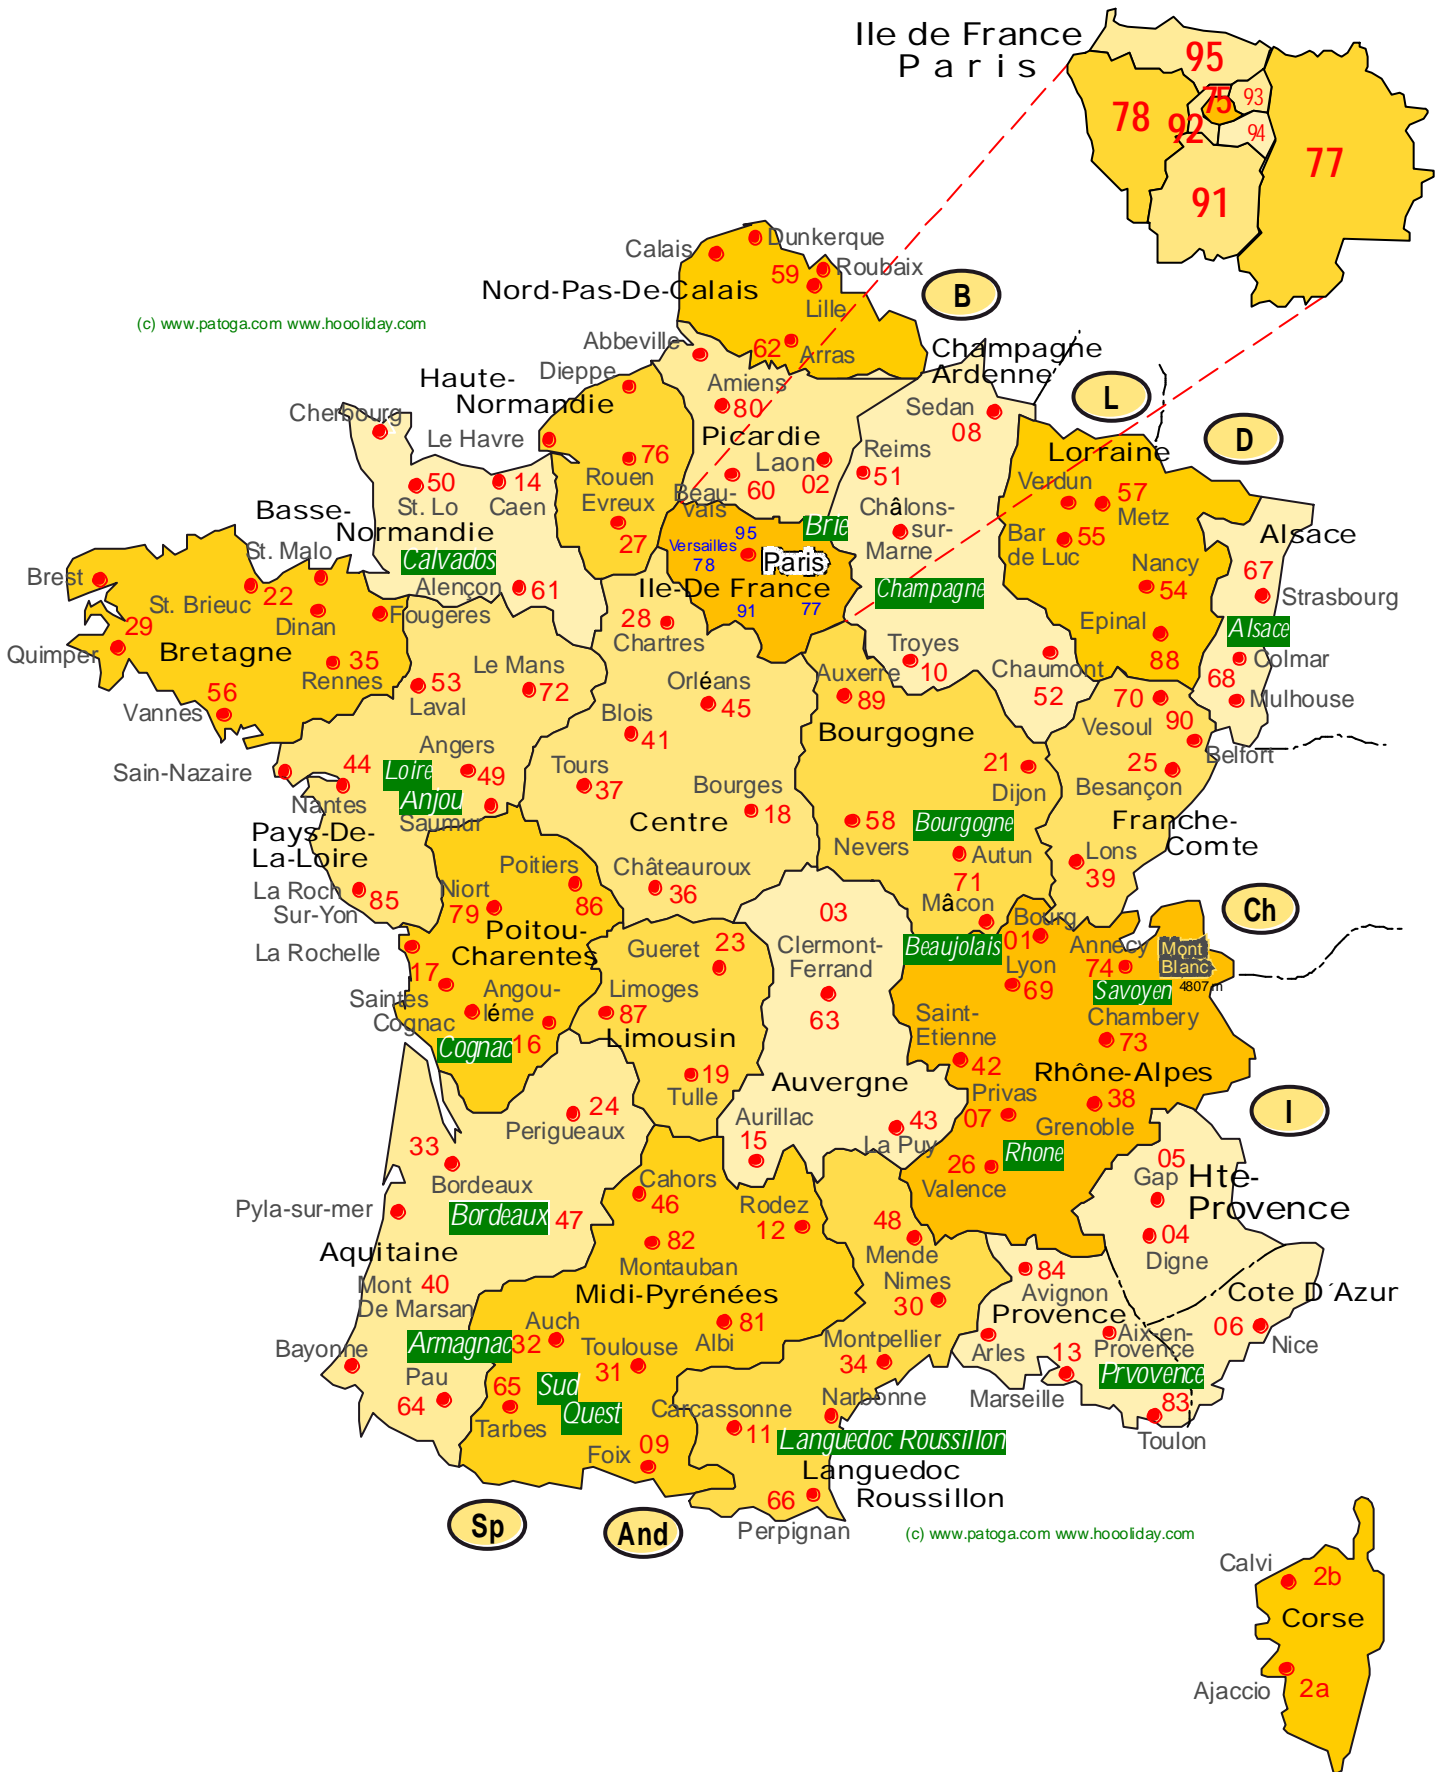 Ile de France
Paris
95
75
93
78
92
94
77
91
Dunkerque
Calais
59
Roubaix
Nord-Pas-De-Calais
Lille
B
(c) www.patoga.com www.hoooliday.com
Abbeville
62
Arras
Champagne
Ardenne
Haute-
Normandie
Dieppe
Amiens
80
L
Cherbourg
Le Havre
Picardie
Sedan
08
D
76
Rouen
Evreux
Laon
02
Reims
51
Lorraine
50
St. Lo
14
Caen
Beau-
vais
60
Verdun
57
Metz
Basse-
Normandie
27
Brie
Châlons-
sur-
Marne
Bar
de Luc
55
Alsace
St. Malo
Calvados
Versailles
95
78
Paris
Nancy
54
67
Brest
Alençon
61
Ile-De France
91
77
Champagne
Strasbourg
St. Brieuc
22
Dinan
Fougeres
28
Chartres
Epinal
88
Alsace
29
Quimper
Bretagne
35
Rennes
Le Mans
72
Troyes
10
Chaumont
52
Colmar
68
Mulhouse
56
Vannes
53
Laval
Orléans
45
Auxerre
89
70
Vesoul
90
Belfort
Blois
41
Bourgogne
Sain-Nazaire
44
Nantes
Angers
49
Loire
Anjou
Saumur
Tours
37
Bourges
18
21
Dijon
25
Besançon
Pays-De-
La-Loire
Centre
58
Nevers
Bourgogne
Autun
71
Franche-
Comte
Lons
39
La Roch
Sur-Yon
85
Niort
79
Poitiers
86
Châteauroux
36
03
Mâcon
Bourg
01
Ch
La Rochelle
Poitou-
Charentes
Gueret
23
Clermont-
Ferrand
63
Beaujolais
Lyon
69
Annecy
74
Mont
Blanc
4807m
17
Saintes
Cognac
Angou-
léme
16
Cognac
Limoges
87
Limousin
Savoyen
Chambery
73
Saint-
Etienne
42
19
Tulle
Auvergne
Rhône-Alpes
24
Perigueaux
Aurillac
15
43
La Puy
Privas
07
38
Grenoble
I
33
Bordeaux
26
Valence
Rhone
05
Gap
Hte-
Provence
Pyla-sur-mer
Bordeaux
47
Cahors
46
Rodez
12
48
Mende
04
Digne
Aquitaine
82
Montauban
Mont
De Marsan
40
Midi-Pyrénées
Nimes
30
84
Avignon
Cote D´Azur
Armagnac
Auch
32
Toulouse
31
81
Albi
Provence
Arles
Aix-en-
Provence
06
Nice
Bayonne
Montpellier
34
13
Marseille
Prvovence
Pau
64
65
Tarbes
Sud
Quest
Carcassonne
11
Narbonne
83
Toulon
Foix
09
Languedoc Roussillon
Languedoc
Roussillon
66
Perpignan
Sp
And
(c) www.patoga.com www.hoooliday.com
Calvi
2b
Corse
Ajaccio
2a